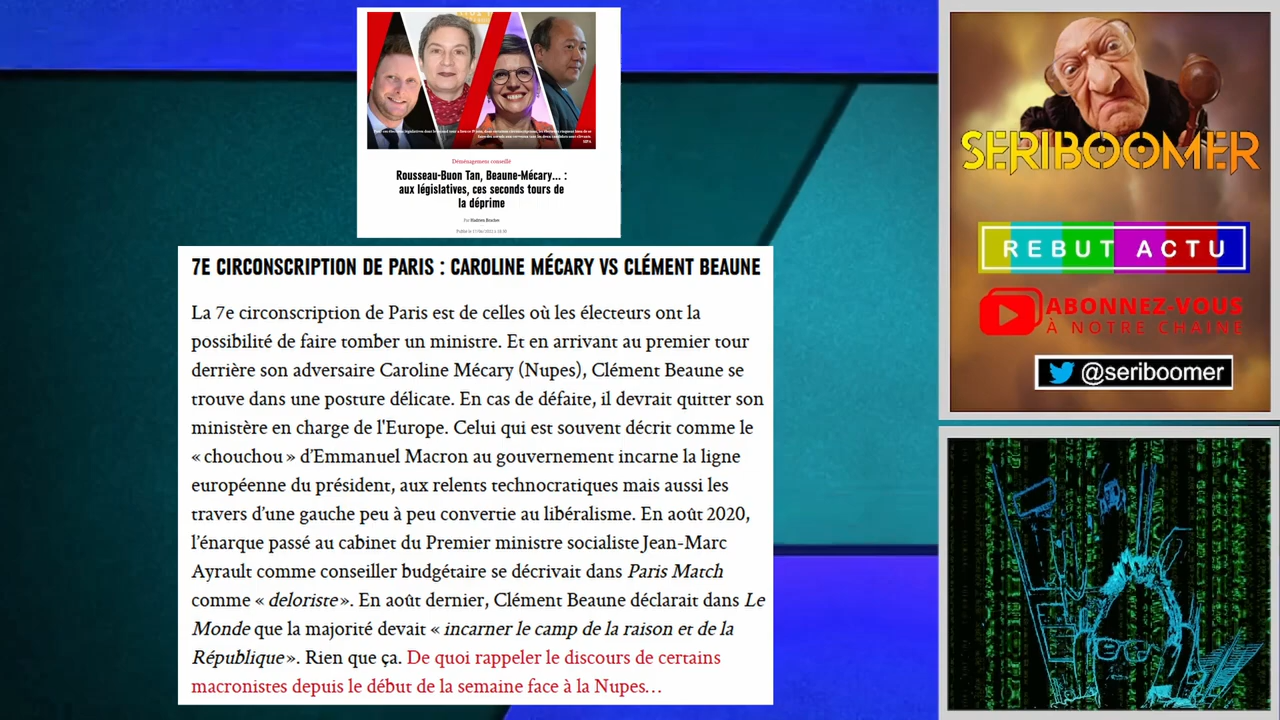 Déménagement conseillé
Rousseau-Buon Tan, Beaune-Mécary... :
aux législatives, ces seconds tours de
la déprime
Par Hadrien Brachet
7E CIRCONSCRIPTION DE PARIS : CAROLINE MÉCARY VS CLÉMENT BEAUNE
La 7e circonscription de Paris est de celles où les électeurs ont la
possibilité de faire tomber un ministre. Et en arrivant au premier tour
derrière son adversaire Caroline Mécary (Nupes), Clément Beaune se
trouve dans une posture délicate. En cas de défaite, il devrait quitter son
ministère en charge de l'Europe. Celui qui est souvent décrit comme le
« chouchou » d’Emmanuel Macron au gouvernement incarne la ligne
européenne du président, aux relents technocratiques mais aussi les
travers d’une gauche peu à peu convertie au libéralisme. En août 2020,
l’énarque passé au cabinet du Premier ministre socialiste Jean-Marc
Ayrault comme conseiller budgétaire se décrivait dans Paris Match
comme « deloriste ». En août dernier, Clément Beaune déclarait dans Le
Monde que la majorité devait « incarner le camp de la raison et de la
République ». Rien que ça. De quoi rappeler le discours de certains
macronistes depuis le début de la semaine face à la Nupes…
SERIBOOMER
REBUT ACTU
ABONNEZ-VOUS
À NOTRE CHAINE
@seriboomer